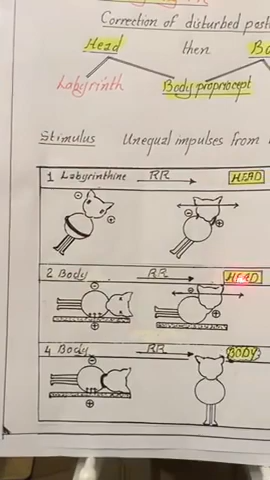 Correction of disturbed post
Head then Bo
Labyrinth Body propriocept
Stimulus Unequal impulses from
1 Labyrinthine RR HEAD
2 Body RR HEAD
4 Body RR BODY